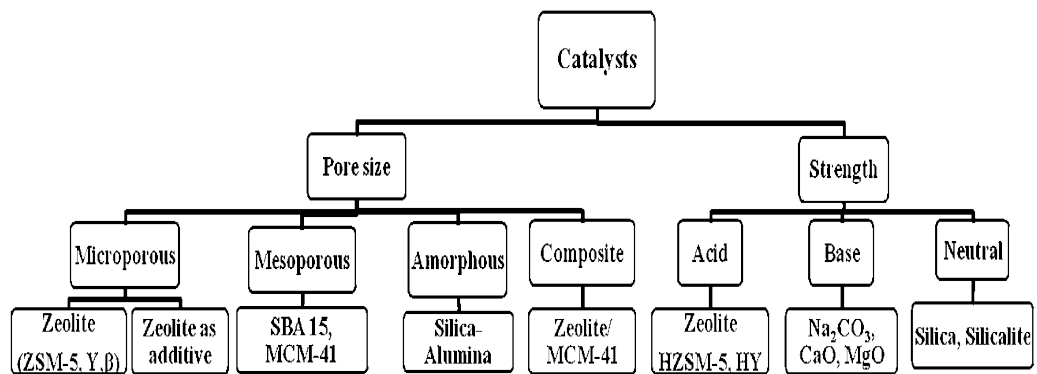 Catalysts
Pore size
Strength
Microporous
Mesoporous
Amorphous
Composite
Acid
Base
Neutral
Zeolite
(ZSM-5, Y,β)
Zeolite as
additive
SBA 15,
MCM-41
Silica-
Alumina
Zeolite/
MCM-41
Zeolite
HZSM-5, HY
Na₂CO₃,
CaO, MgO
Silica, Silicalite